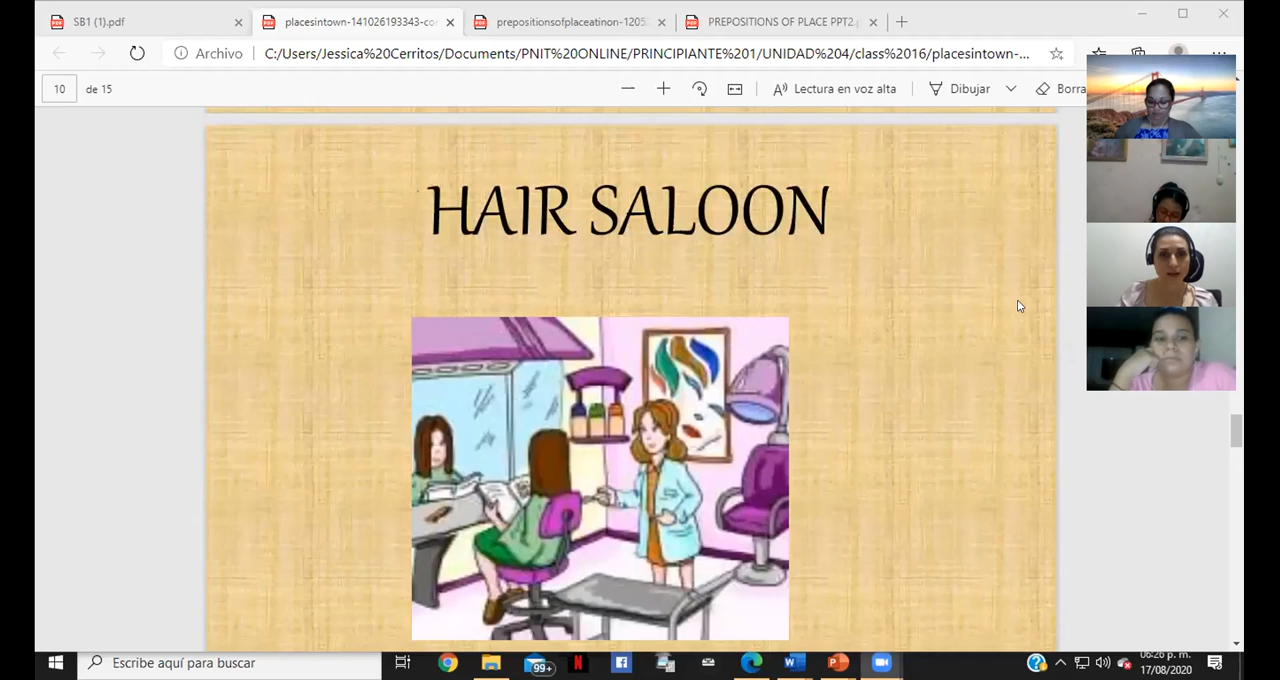 SB1 (1).pdf
placesintown-141026193343-co
prepositionsofplaceatinon-1205
PREPOSITIONS OF PLACE PPT2.
Archivo
C:/Users/Jessica%20Cerritos/Documents/PNIT%20ONLINE/PRINCIPIANTE%201/UNIDAD%204/class%2016/placesintown-...
10 de 15
Lectura en voz alta
Dibujar
Borra
HAIR SALOON
Escribe aquí para buscar
99+
06:26 p. m.
17/08/2020